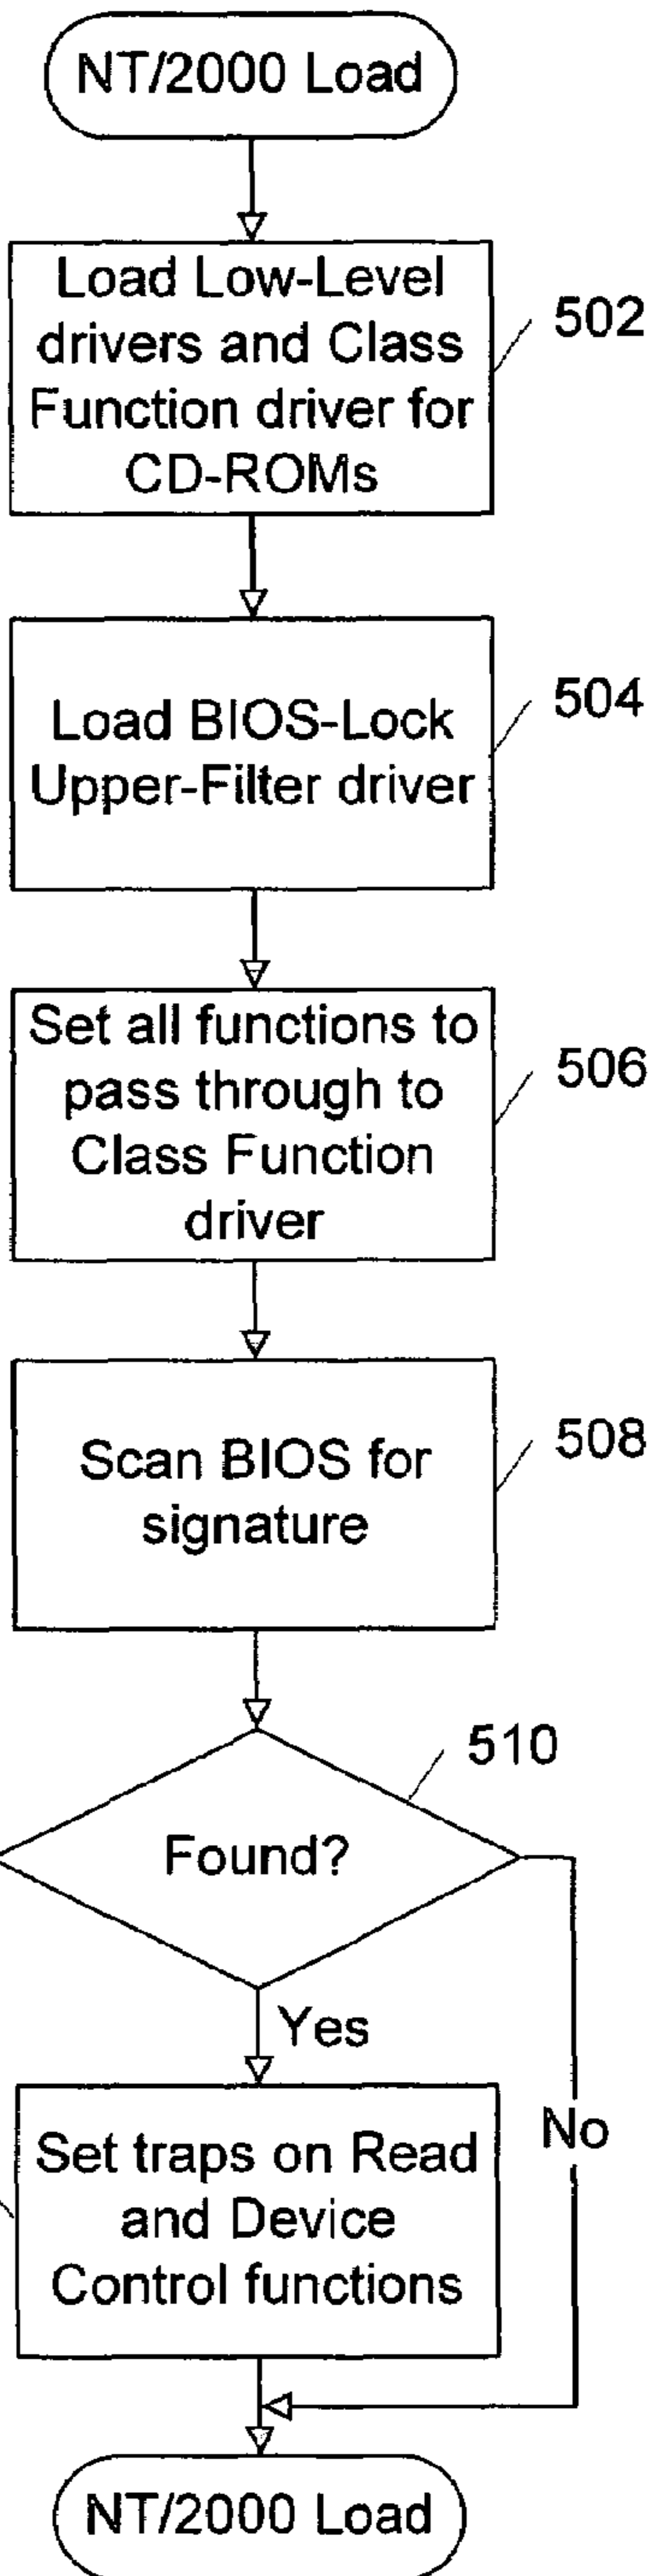 NT/2000 Load
Load Low-Level
drivers and Class
Function driver for
CD-ROMs
502
Load BIOS-Lock
Upper-Filter driver
504
Set all functions to
pass through to
Class Function
driver
506
Scan BIOS for
signature
508
510
Found?
Yes
No
Set traps on Read
and Device
Control functions
NT/2000 Load